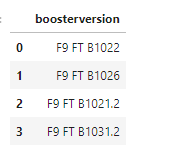 boosterversion
0 F9 FT B1022
1 F9 FT B1026
2 F9 FT B1021.2
3 F9 FT B1031.2